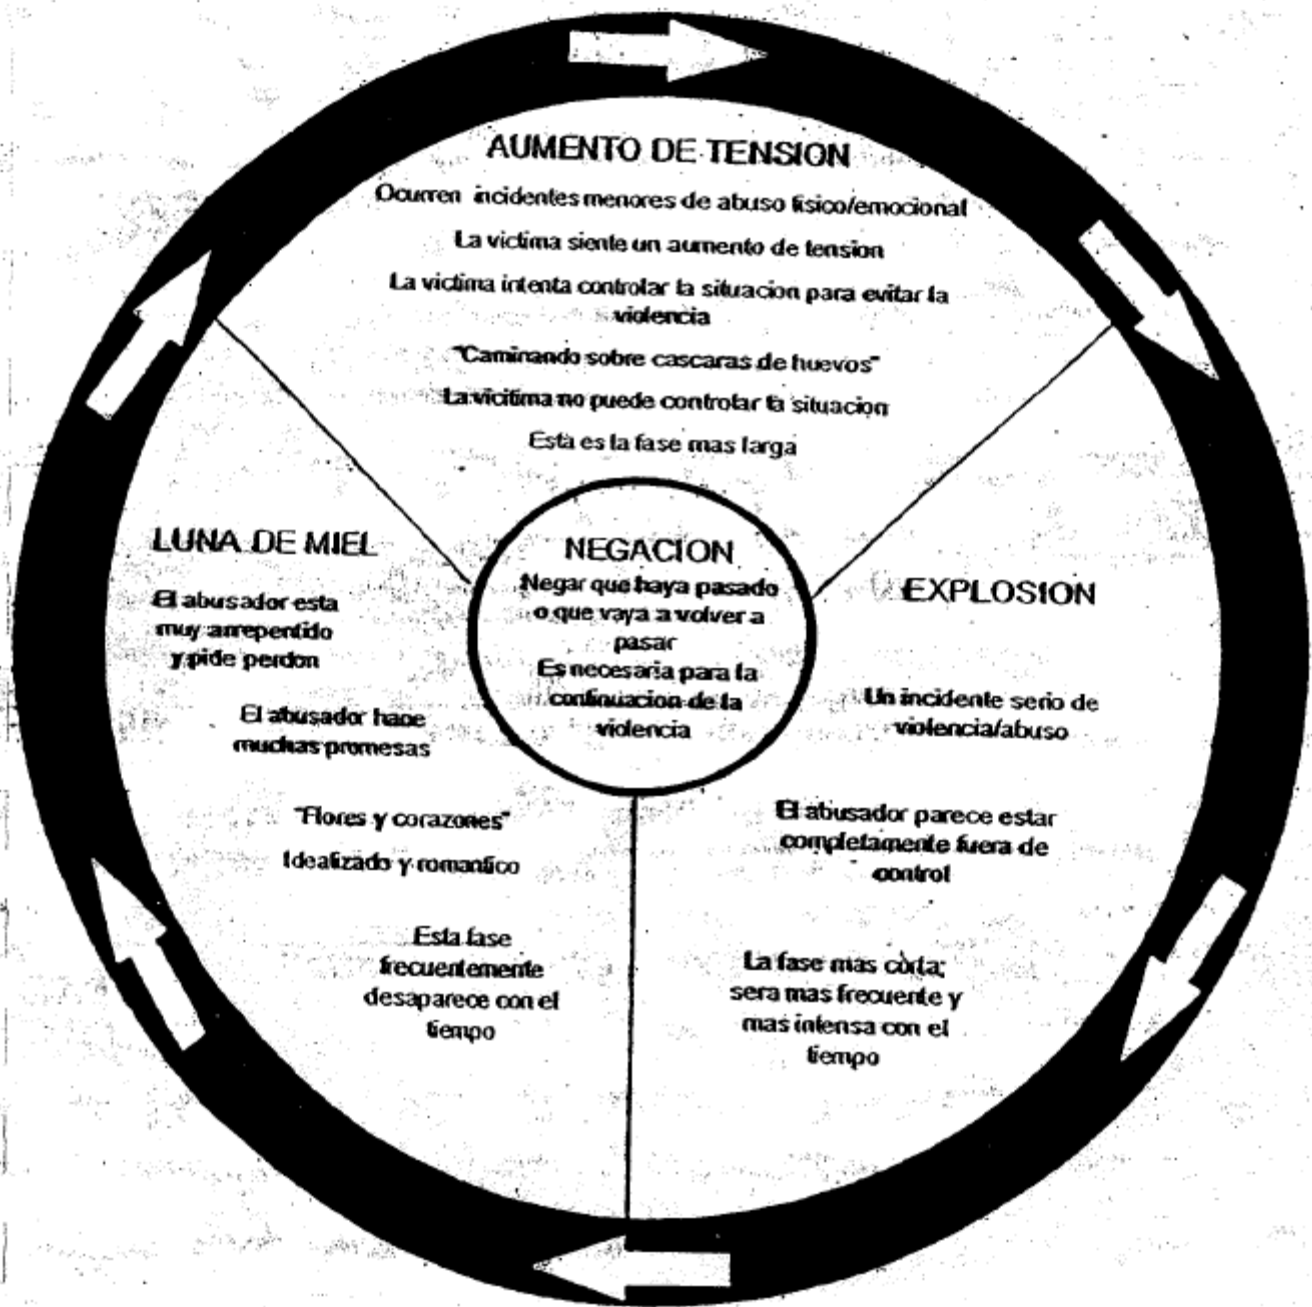 AUMENTO DE TENSION
Ocurren incidentes menores de abuso fisico/emocional
La victima siente un aumento de tension
La victima intenta controlar la situacion para evitar la
violencia
"Caminando sobre cascaras de huevos"
La vicitima no puede controlar la situacion
Esta es la fase mas larga
LUNA DE MIEL
El abusador esta
muy arrepentido
y pide perdon
El abusador hace
muchas promesas
"Flores y corazones"
Idealizado y romantico
Esta fase
frecuentemente
desaparece con el
tiempo
NEGACION
Negar que haya pasado
o que vaya a volver a
pasar
Es necesaria para la
continuacion de la
violencia
EXPLOSION
Un incidente serio de
violencia/abuso
El abusador parece estar
completamente fuera de
control
La fase mas corta;
sera mas frecuente y
mas intensa con el
tiempo